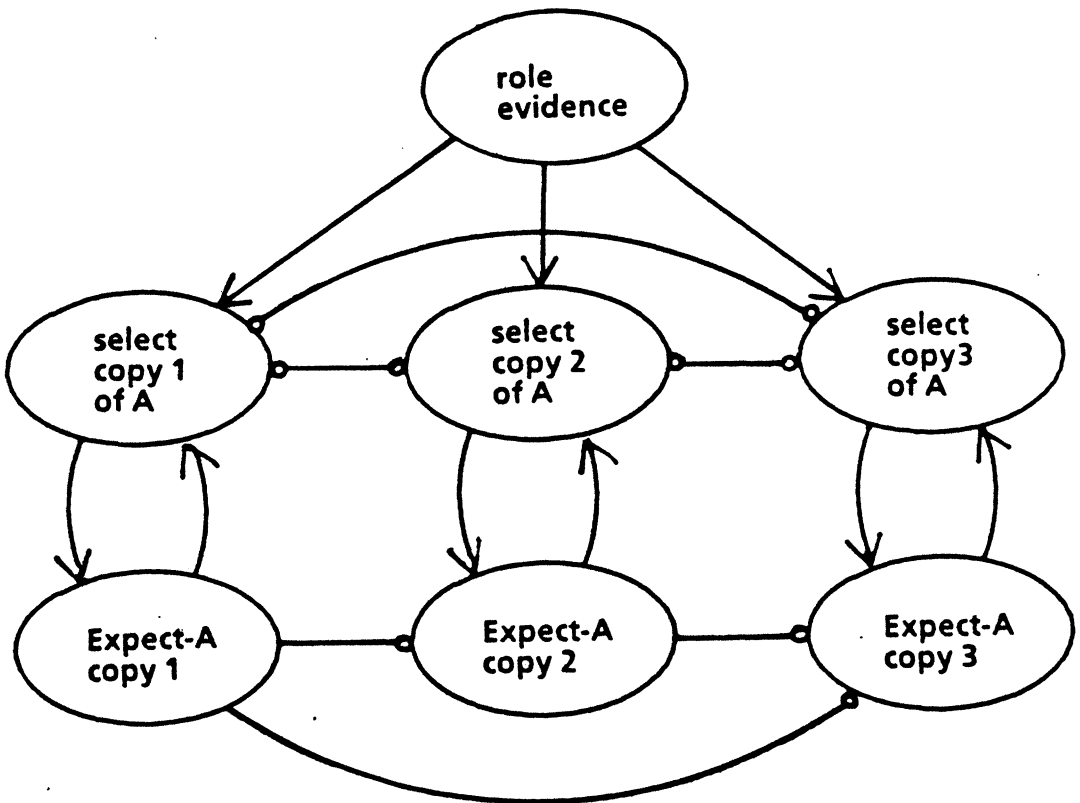 role
evidence
select
copy 1
of A
select
copy 2
of A
select
copy3
of A
Expect-A
copy 1
Expect-A
copy 2
Expect-A
copy 3